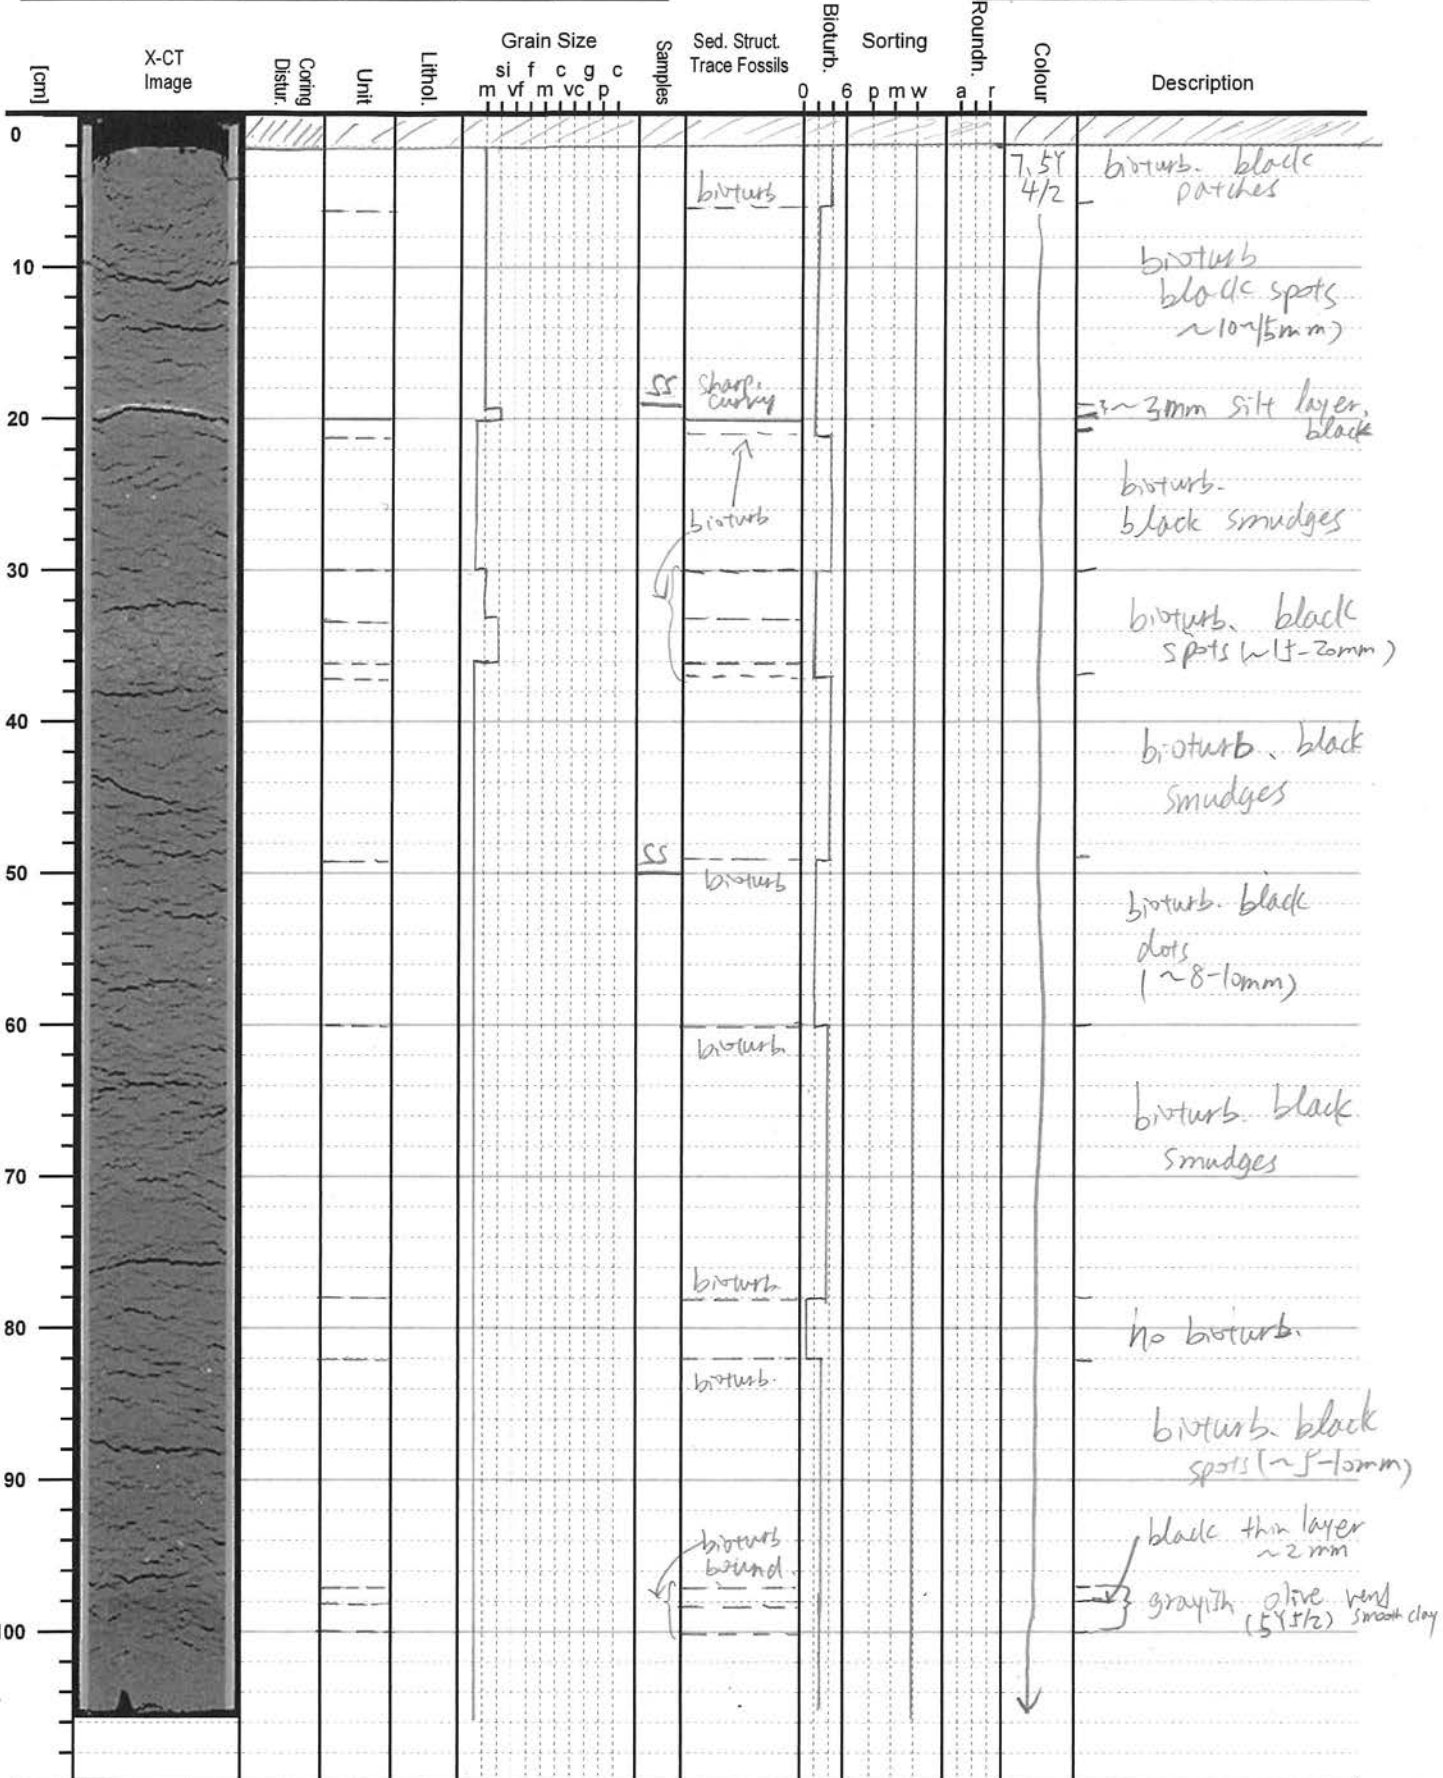 [cm]
X-CT
Image
Coring
Distur.
Unit
Lithol.
Grain Size
si f c g c
m vf m vc p
Samples
Sed. Struct.
Trace Fossils
Bioturb.
0 6
Sorting
p m w
Roundn.
a r
Colour
Description
0
7.5Y
4/2
bioturb. black
patches
bioturb
10
bioturb
black spots
~10~15mm)
SS
sharp.
curvy
~3mm silt layer.
black
20
bioturb.
black smudges
bioturb
30
bioturb. black
spots (~15-20mm)
40
bioturb. black
smudges
SS
50
bioturb
bioturb. black
dots
(~8-10mm)
60
bioturb.
bioturb. black
smudges
70
bioturb.
80
no bioturb.
bioturb.
bioturb. black
spots (~5-10mm)
90
black thin layer
~2mm
bioturb
bound.
grayish olive
(5Y5/2) smooth clay
00